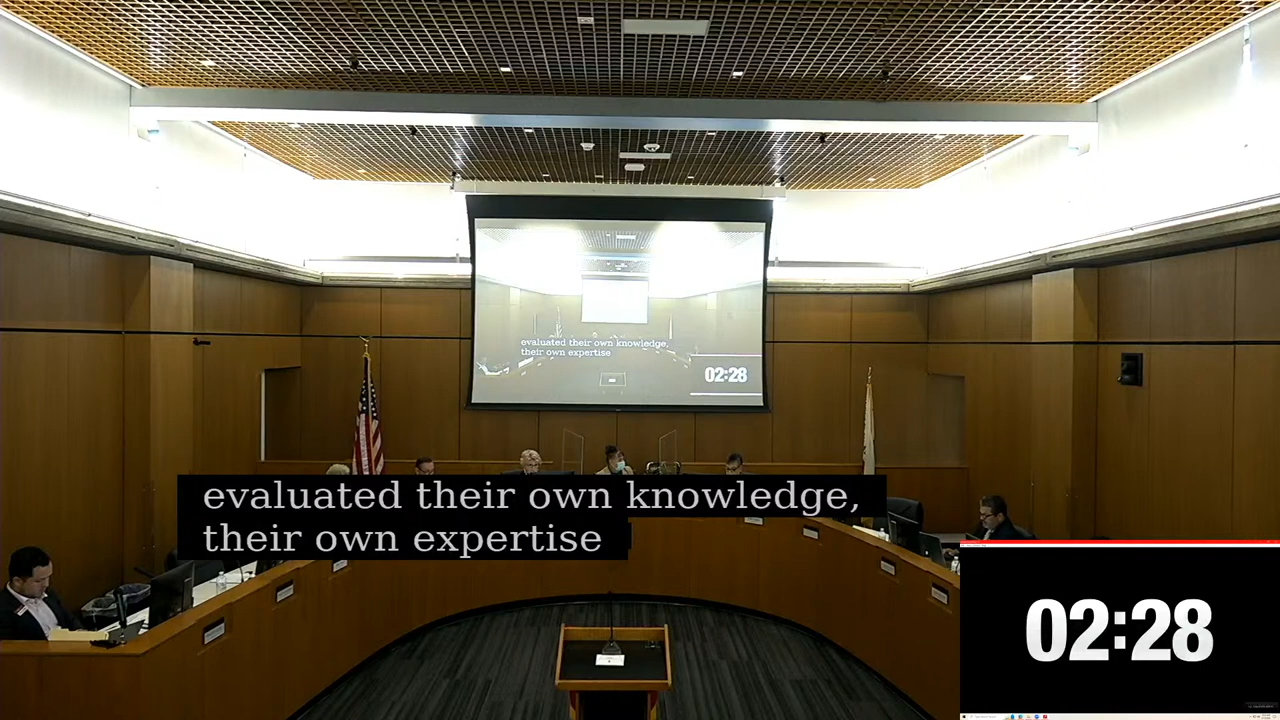 evaluated their own knowledge,
their own expertise
02:28
evaluated their own knowledge,
their own expertise
02:28